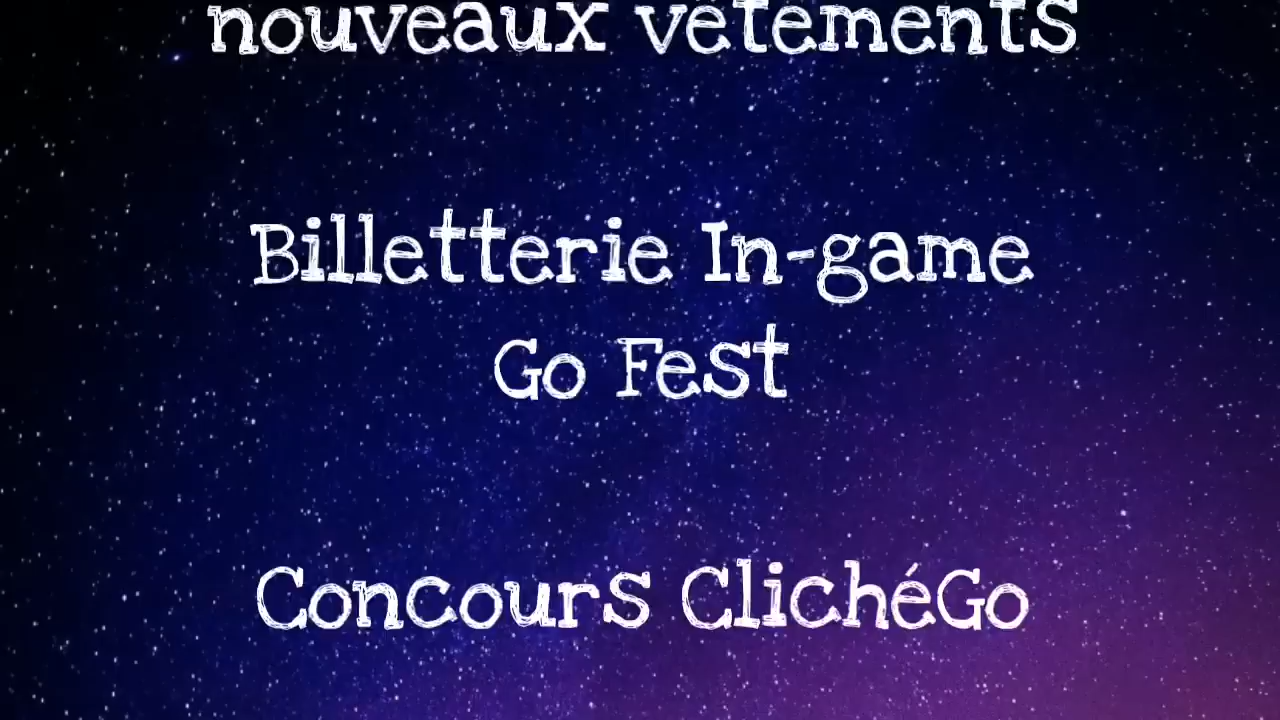 nouveaux vêtements
Billetterie In-game
Go Fest
Concours ClichéGo